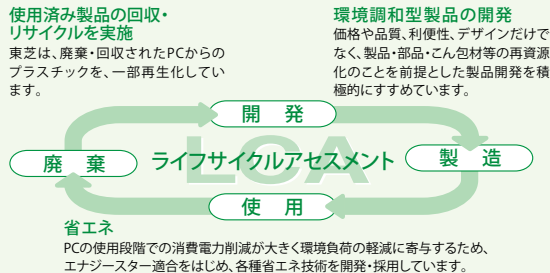 使用済み製品の回収・
リサイクルを実施
東芝は、廃棄・回収されたPCからの
プラスチックを、一部再生化してい
ます。
環境調和型製品の開発
価格や品質、利便性、デザインだけで
なく、製品・部品・こん包材等の再資源
化のことを前提とした製品開発を積
極的にすすめています。
開発
廃棄
LCA
ライフサイクルアセスメント
製造
使用
省エネ
PCの使用段階での消費電力削減が大きく環境負荷の軽減に寄与するため、
エナジースター適合をはじめ、各種省エネ技術を開発・採用しています。